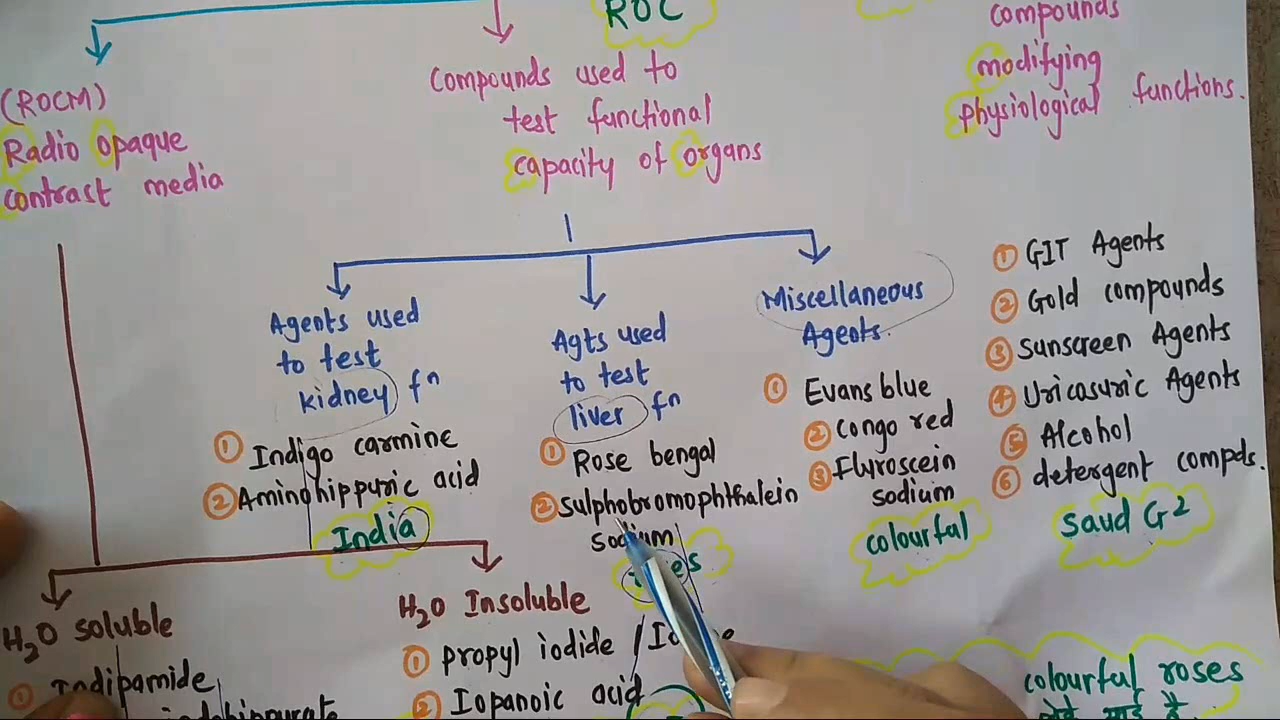 ROC
compounds
modifying
physiological functions.
(ROCM)
Radio opaque
contrast media
Compounds used to
test functional
capacity of organs
Agents used
to test
kidney fn
① Indigo carmine
② Aminohippuric acid
India
Agts used
to test
liver fn
① Rose bengal
② Sulphobromophthalein
sodium
Miscellaneous
Agents.
① Evans blue
② Congo red
③ Fluroscein
sodium
colourful
① GIT Agents
② Gold compounds
③ Sunscreen Agents
④ Uricasuric Agents
⑤ Alcohol
⑥ detergent compds.
Saud G2
H2O soluble
① Iodipamide
H2O Insoluble
① propyl iodide /
② Iopanoic acid
colourful roses